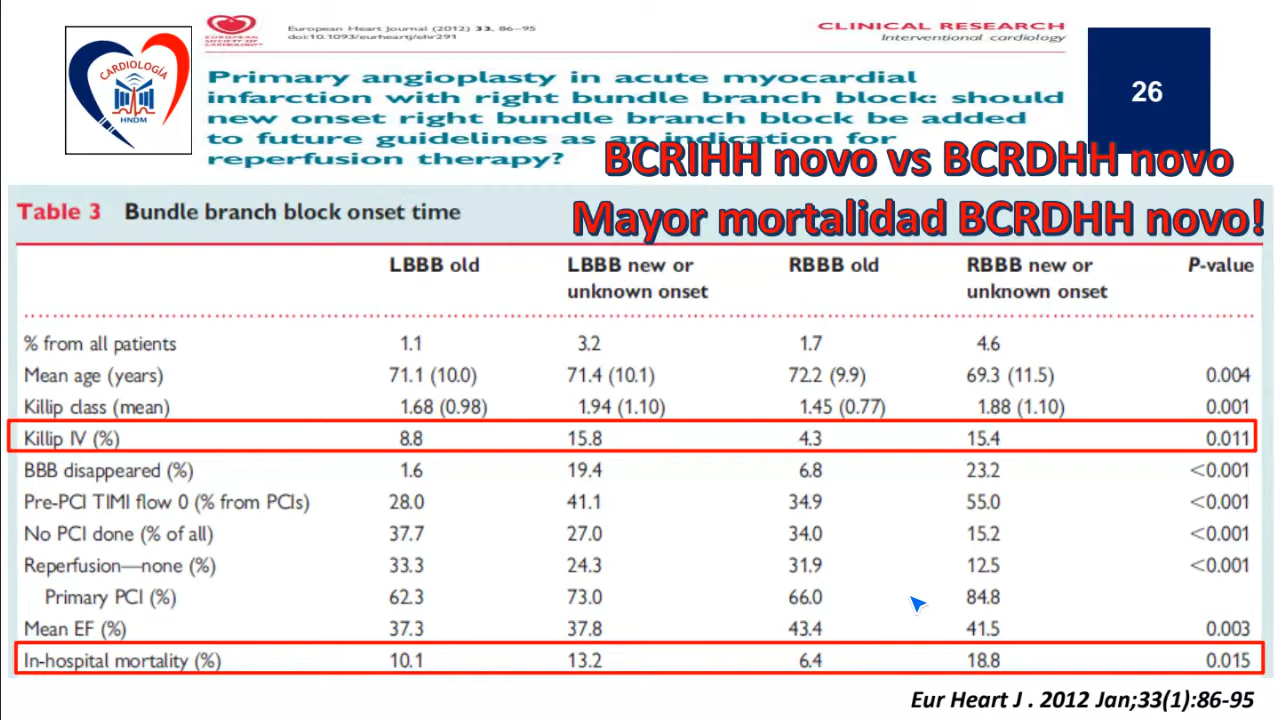 European Heart Journal (2012) 33, 86–95
doi:10.1093/eurheartj/ehr291
CLINICAL RESEARCH
Interventional cardiology
EUROPEAN
SOCIETY OF
CARDIOLOGY®
CARDIOLOGÍA
HNDM
Primary angioplasty in acute myocardial
infarction with right bundle branch block: should
new onset right bundle branch block be added
to future guidelines as an indication for
reperfusion therapy?
26
BCRIHH novo vs BCRDHH novo
Mayor mortalidad BCRDHH novo!
Table 3 Bundle branch block onset time
LBBB old LBBB new or unknown onset RBBB old RBBB new or unknown onset P-value
% from all patients 1.1 3.2 1.7 4.6
Mean age (years) 71.1 (10.0) 71.4 (10.1) 72.2 (9.9) 69.3 (11.5) 0.004
Killip class (mean) 1.68 (0.98) 1.94 (1.10) 1.45 (0.77) 1.88 (1.10) 0.001
Killip IV (%) 8.8 15.8 4.3 15.4 0.011
BBB disappeared (%) 1.6 19.4 6.8 23.2 <0.001
Pre-PCI TIMI flow 0 (% from PCIs) 28.0 41.1 34.9 55.0 <0.001
No PCI done (% of all) 37.7 27.0 34.0 15.2 <0.001
Reperfusion—none (%) 33.3 24.3 31.9 12.5 <0.001
Primary PCI (%) 62.3 73.0 66.0 84.8
Mean EF (%) 37.3 37.8 43.4 41.5 0.003
In-hospital mortality (%) 10.1 13.2 6.4 18.8 0.015
Eur Heart J . 2012 Jan;33(1):86-95